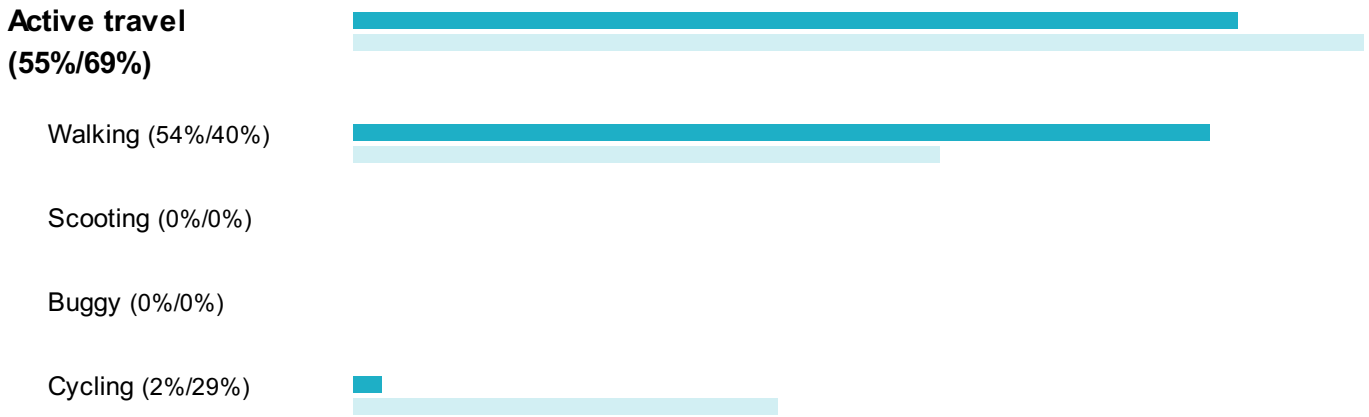 Active travel
(55%/69%)
Walking (54%/40%)
Scooting (0%/0%)
Buggy (0%/0%)
Cycling (2%/29%)